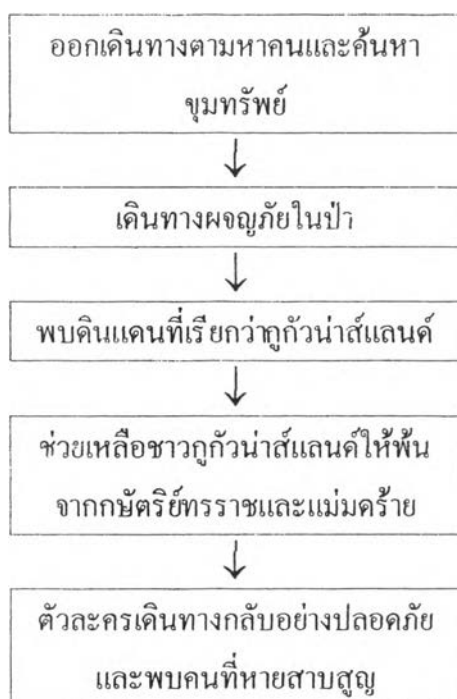 ออกเดินทางตามหาคนและค้นหา
ขุมทรัพย์
เดินทางผจญภัยในป่า
พบดินแดนที่เรียกว่ากูกัวน่าส์แลนด์
ช่วยเหลือชาวกูกัวน่าส์แลนด์ให้พ้น
จากกษัตริย์ทรราชและแม่มดร้าย
ตัวละครเดินทางกลับอย่างปลอดภัย
และพบคนที่หายสาบสูญ